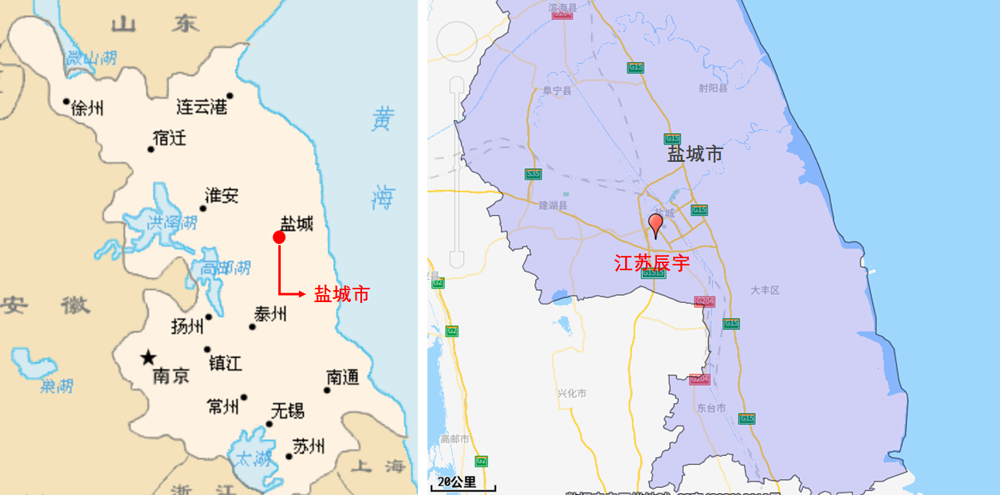 山 东
微山湖
徐州
连云港
宿迁
黄
海
淮安
洪泽湖
盐城
高邮湖
盐城市
安 徽
泰州
扬州
镇江
南京
巢湖
南通
常州
无锡
苏州
太湖
上 海
浙 江
滨海县
G204
G15
阜宁县
射阳县
G15
盐城市
S35
建湖县
盐城
G15
江苏辰宇
G1515
G2
大丰区
G204
G15
G2
G204
兴化市
东台市
G15
高邮市
G2
20公里